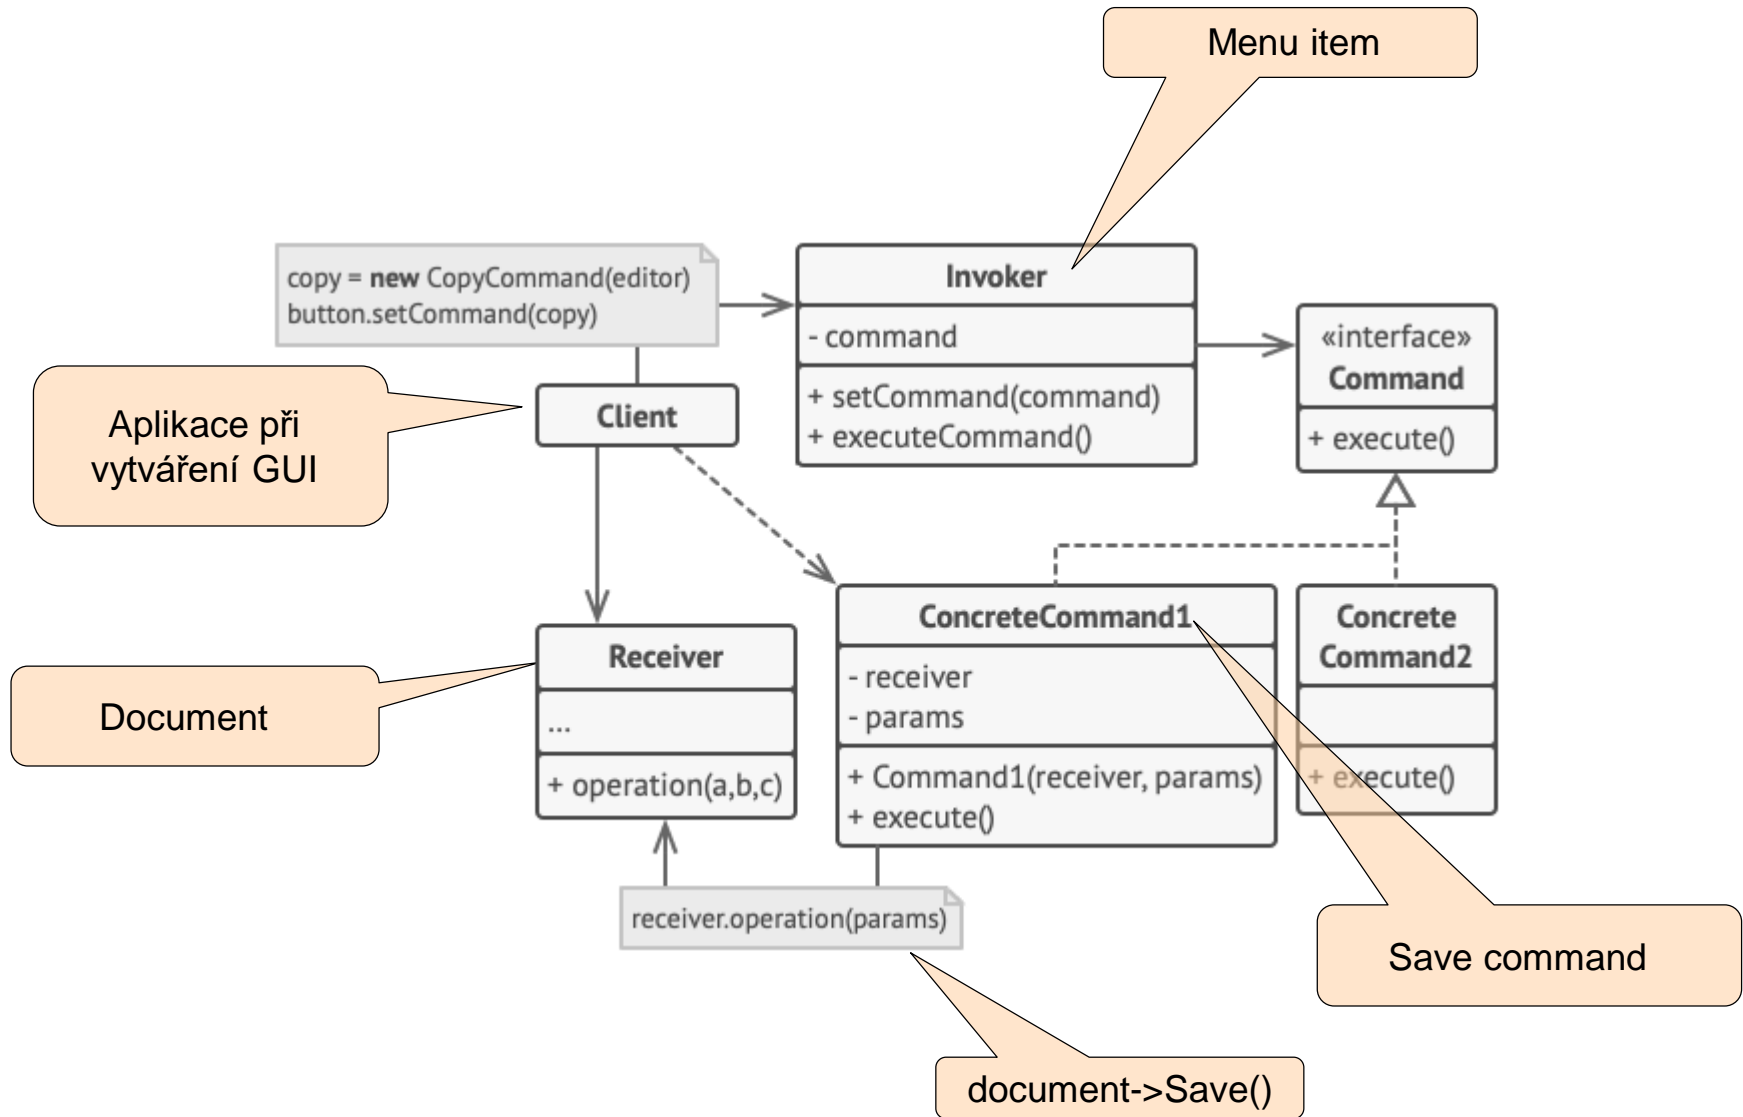 Menu item
copy = new CopyCommand(editor)
button.setCommand(copy)
Invoker
- command
+ setCommand(command)
+ executeCommand()
«interface»
Command
+ execute()
Aplikace při
vytváření GUI
Client
Receiver
...
+ operation(a,b,c)
Document
ConcreteCommand1
- receiver
- params
+ Command1(receiver, params)
+ execute()
Concrete
Command2
+ execute()
receiver.operation(params)
Save command
document->Save()